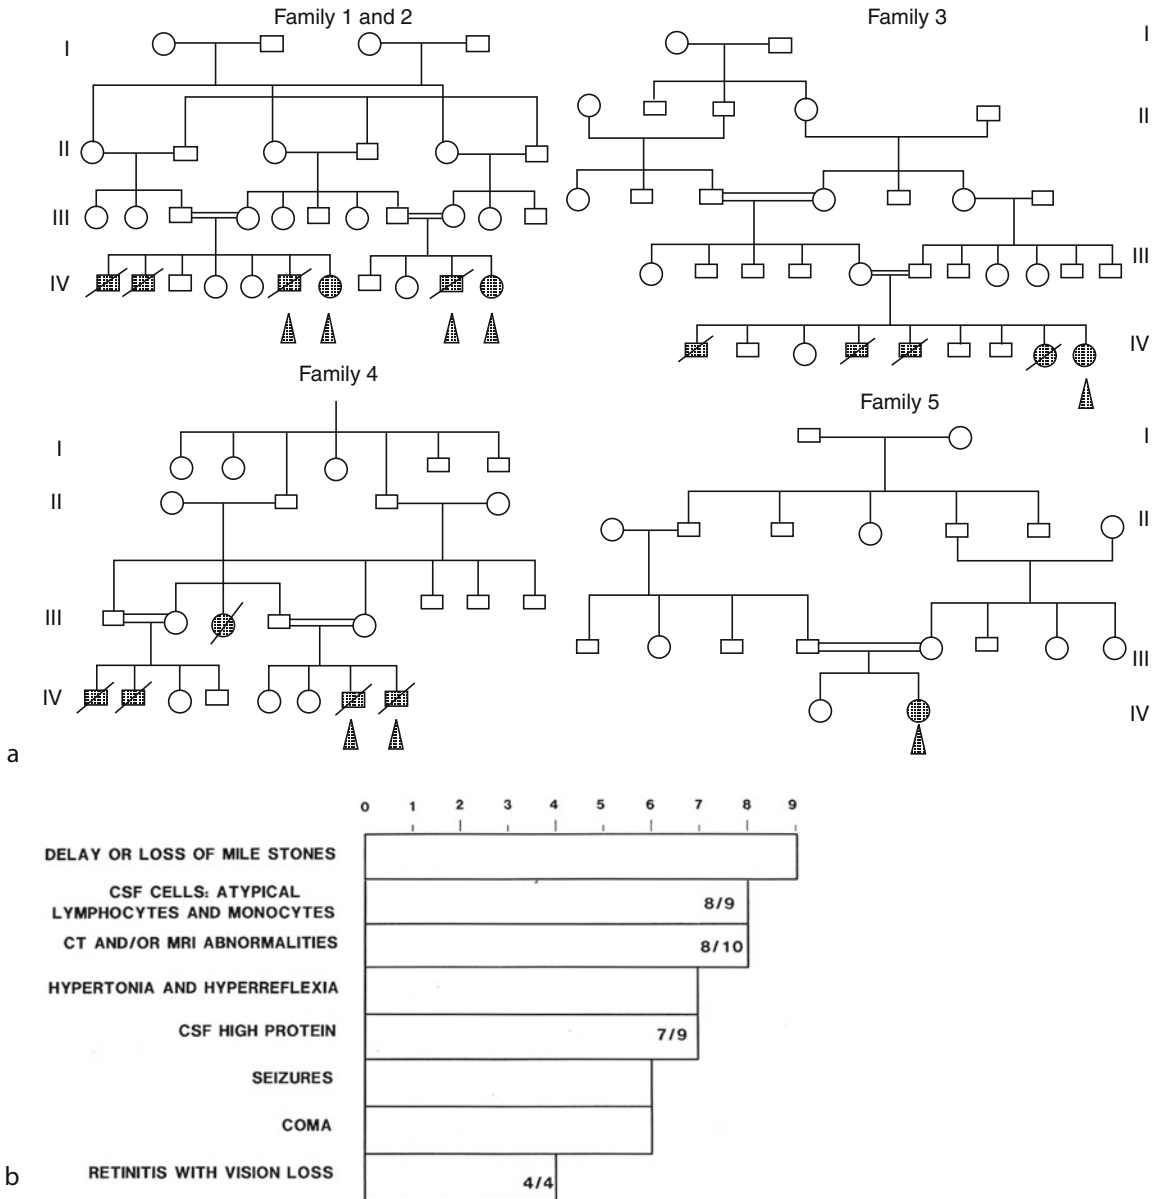 Family 1 and 2
Family 3
I
I
II
II
III
III
IV
IV
Family 4
Family 5
I
I
II
II
III
III
IV
IV
a
0 1 2 3 4 5 6 7 8 9
DELAY OR LOSS OF MILE STONES
CSF CELLS: ATYPICAL
LYMPHOCYTES AND MONOCYTES
8/9
CT AND/OR MRI ABNORMALITIES
8/10
HYPERTONIA AND HYPERREFLEXIA
CSF HIGH PROTEIN
7/9
SEIZURES
COMA
RETINITIS WITH VISION LOSS
4/4
b